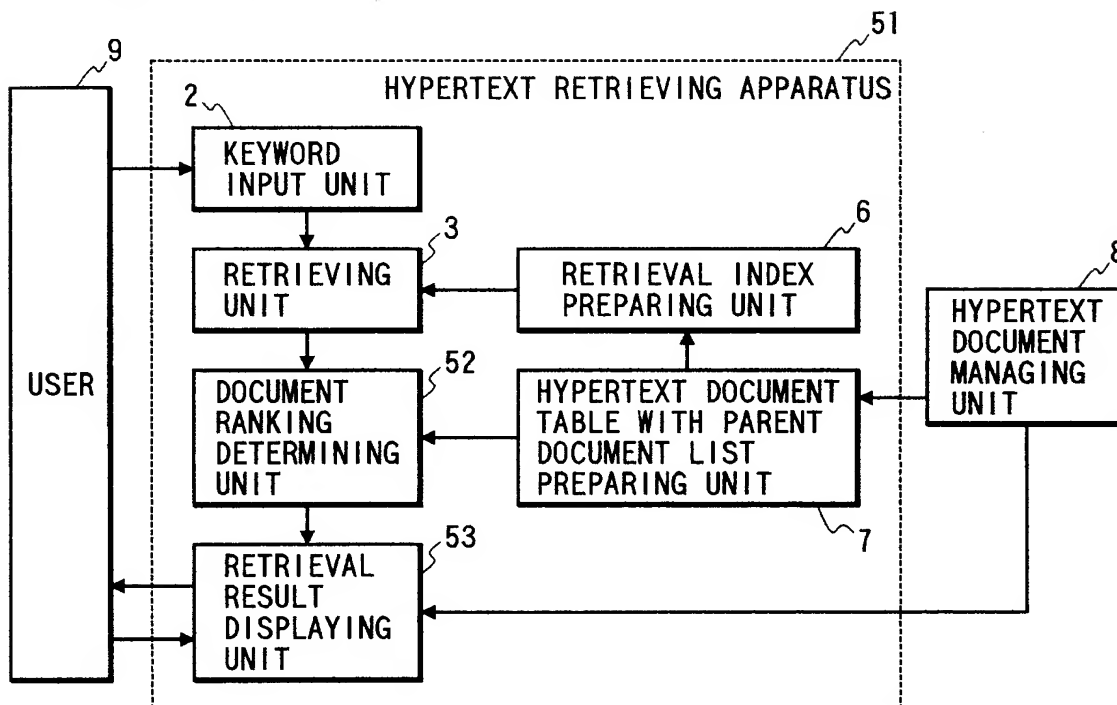 51
9
HYPERTEXT RETRIEVING APPARATUS
2
KEYWORD
INPUT UNIT
3
RETRIEVING
UNIT
6
RETRIEVAL INDEX
PREPARING UNIT
8
HYPERTEXT
DOCUMENT
MANAGING
UNIT
USER
52
DOCUMENT
RANKING
DETERMINING
UNIT
HYPERTEXT DOCUMENT
TABLE WITH PARENT
DOCUMENT LIST
PREPARING UNIT
7
53
RETRIEVAL
RESULT
DISPLAYING
UNIT